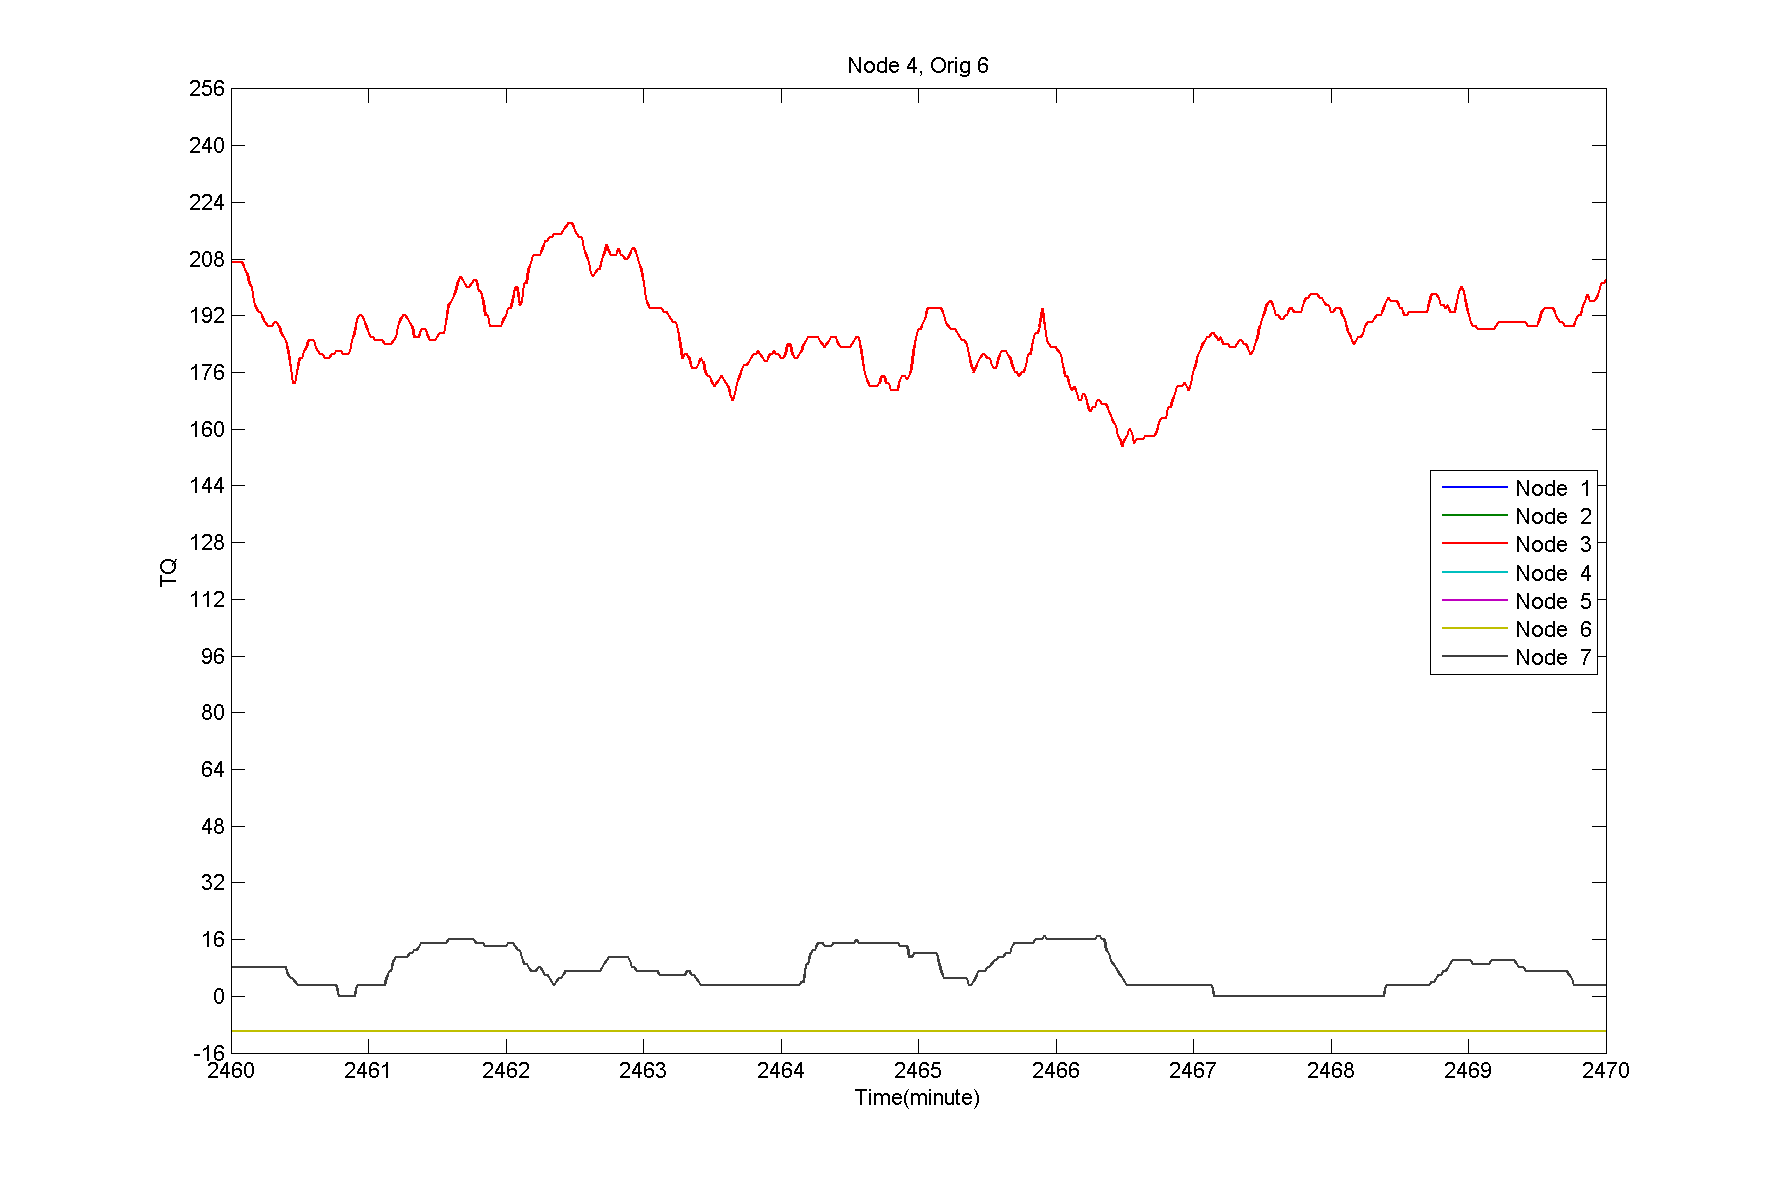 Node 4, Orig 6
256
240
224
208
192
176
160
144
128
112
96
80
64
48
32
16
0
-16
TQ
Node 1
Node 2
Node 3
Node 4
Node 5
Node 6
Node 7
2460 2461 2462 2463 2464 2465 2466 2467 2468 2469 2470
Time(minute)